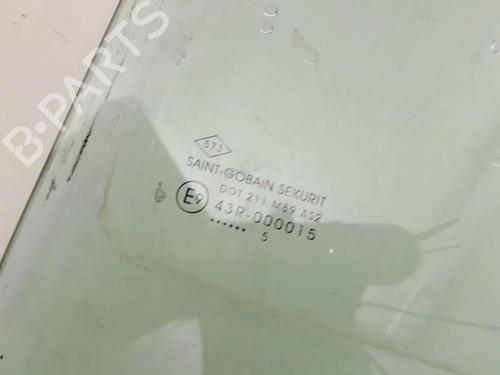 B-PARTS
573
SAINT-GOBAIN SEKURIT
DOT 211 M89 AS2
E9 43R-000015
...... 5